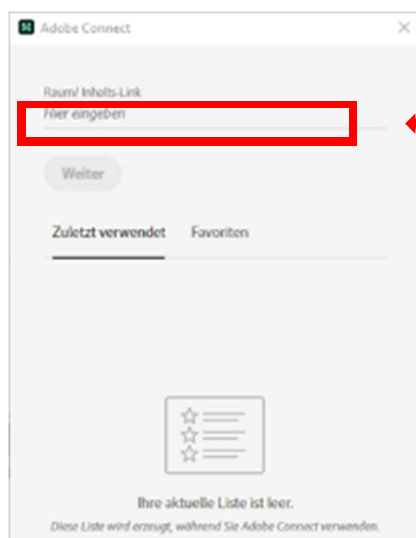 Adobe Connect
Raum/ Inhalts-Link
Hier eingeben
Weiter
Zuletzt verwendet Favoriten
Ihre aktuelle Liste ist leer.
Diese Liste wird erzeugt, während Sie Adobe Connect verwenden.